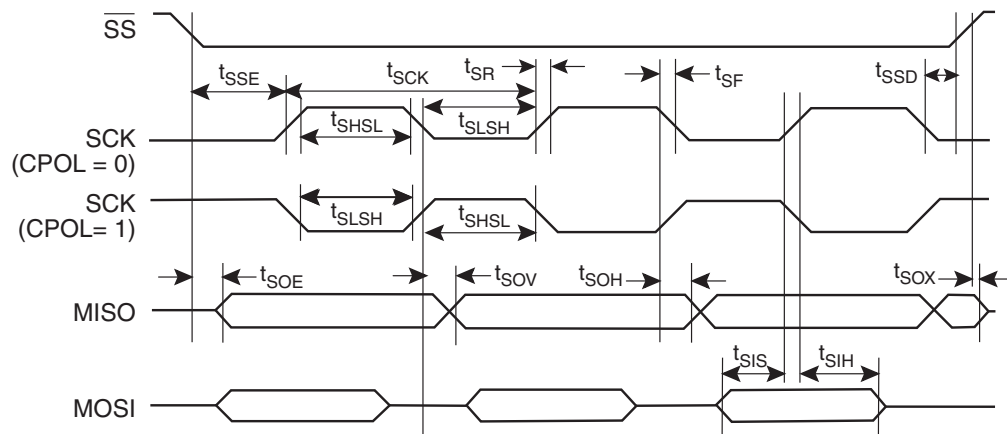 SS
tSSE
tSCK
tSR
tSF
tSSD
tSHSL
tSLSH
SCK
(CPOL = 0)
SCK
(CPOL= 1)
tSLSH
tSHSL
tSOE
tSOV
tSOH
tSOX
MISO
tSIS
tSIH
MOSI